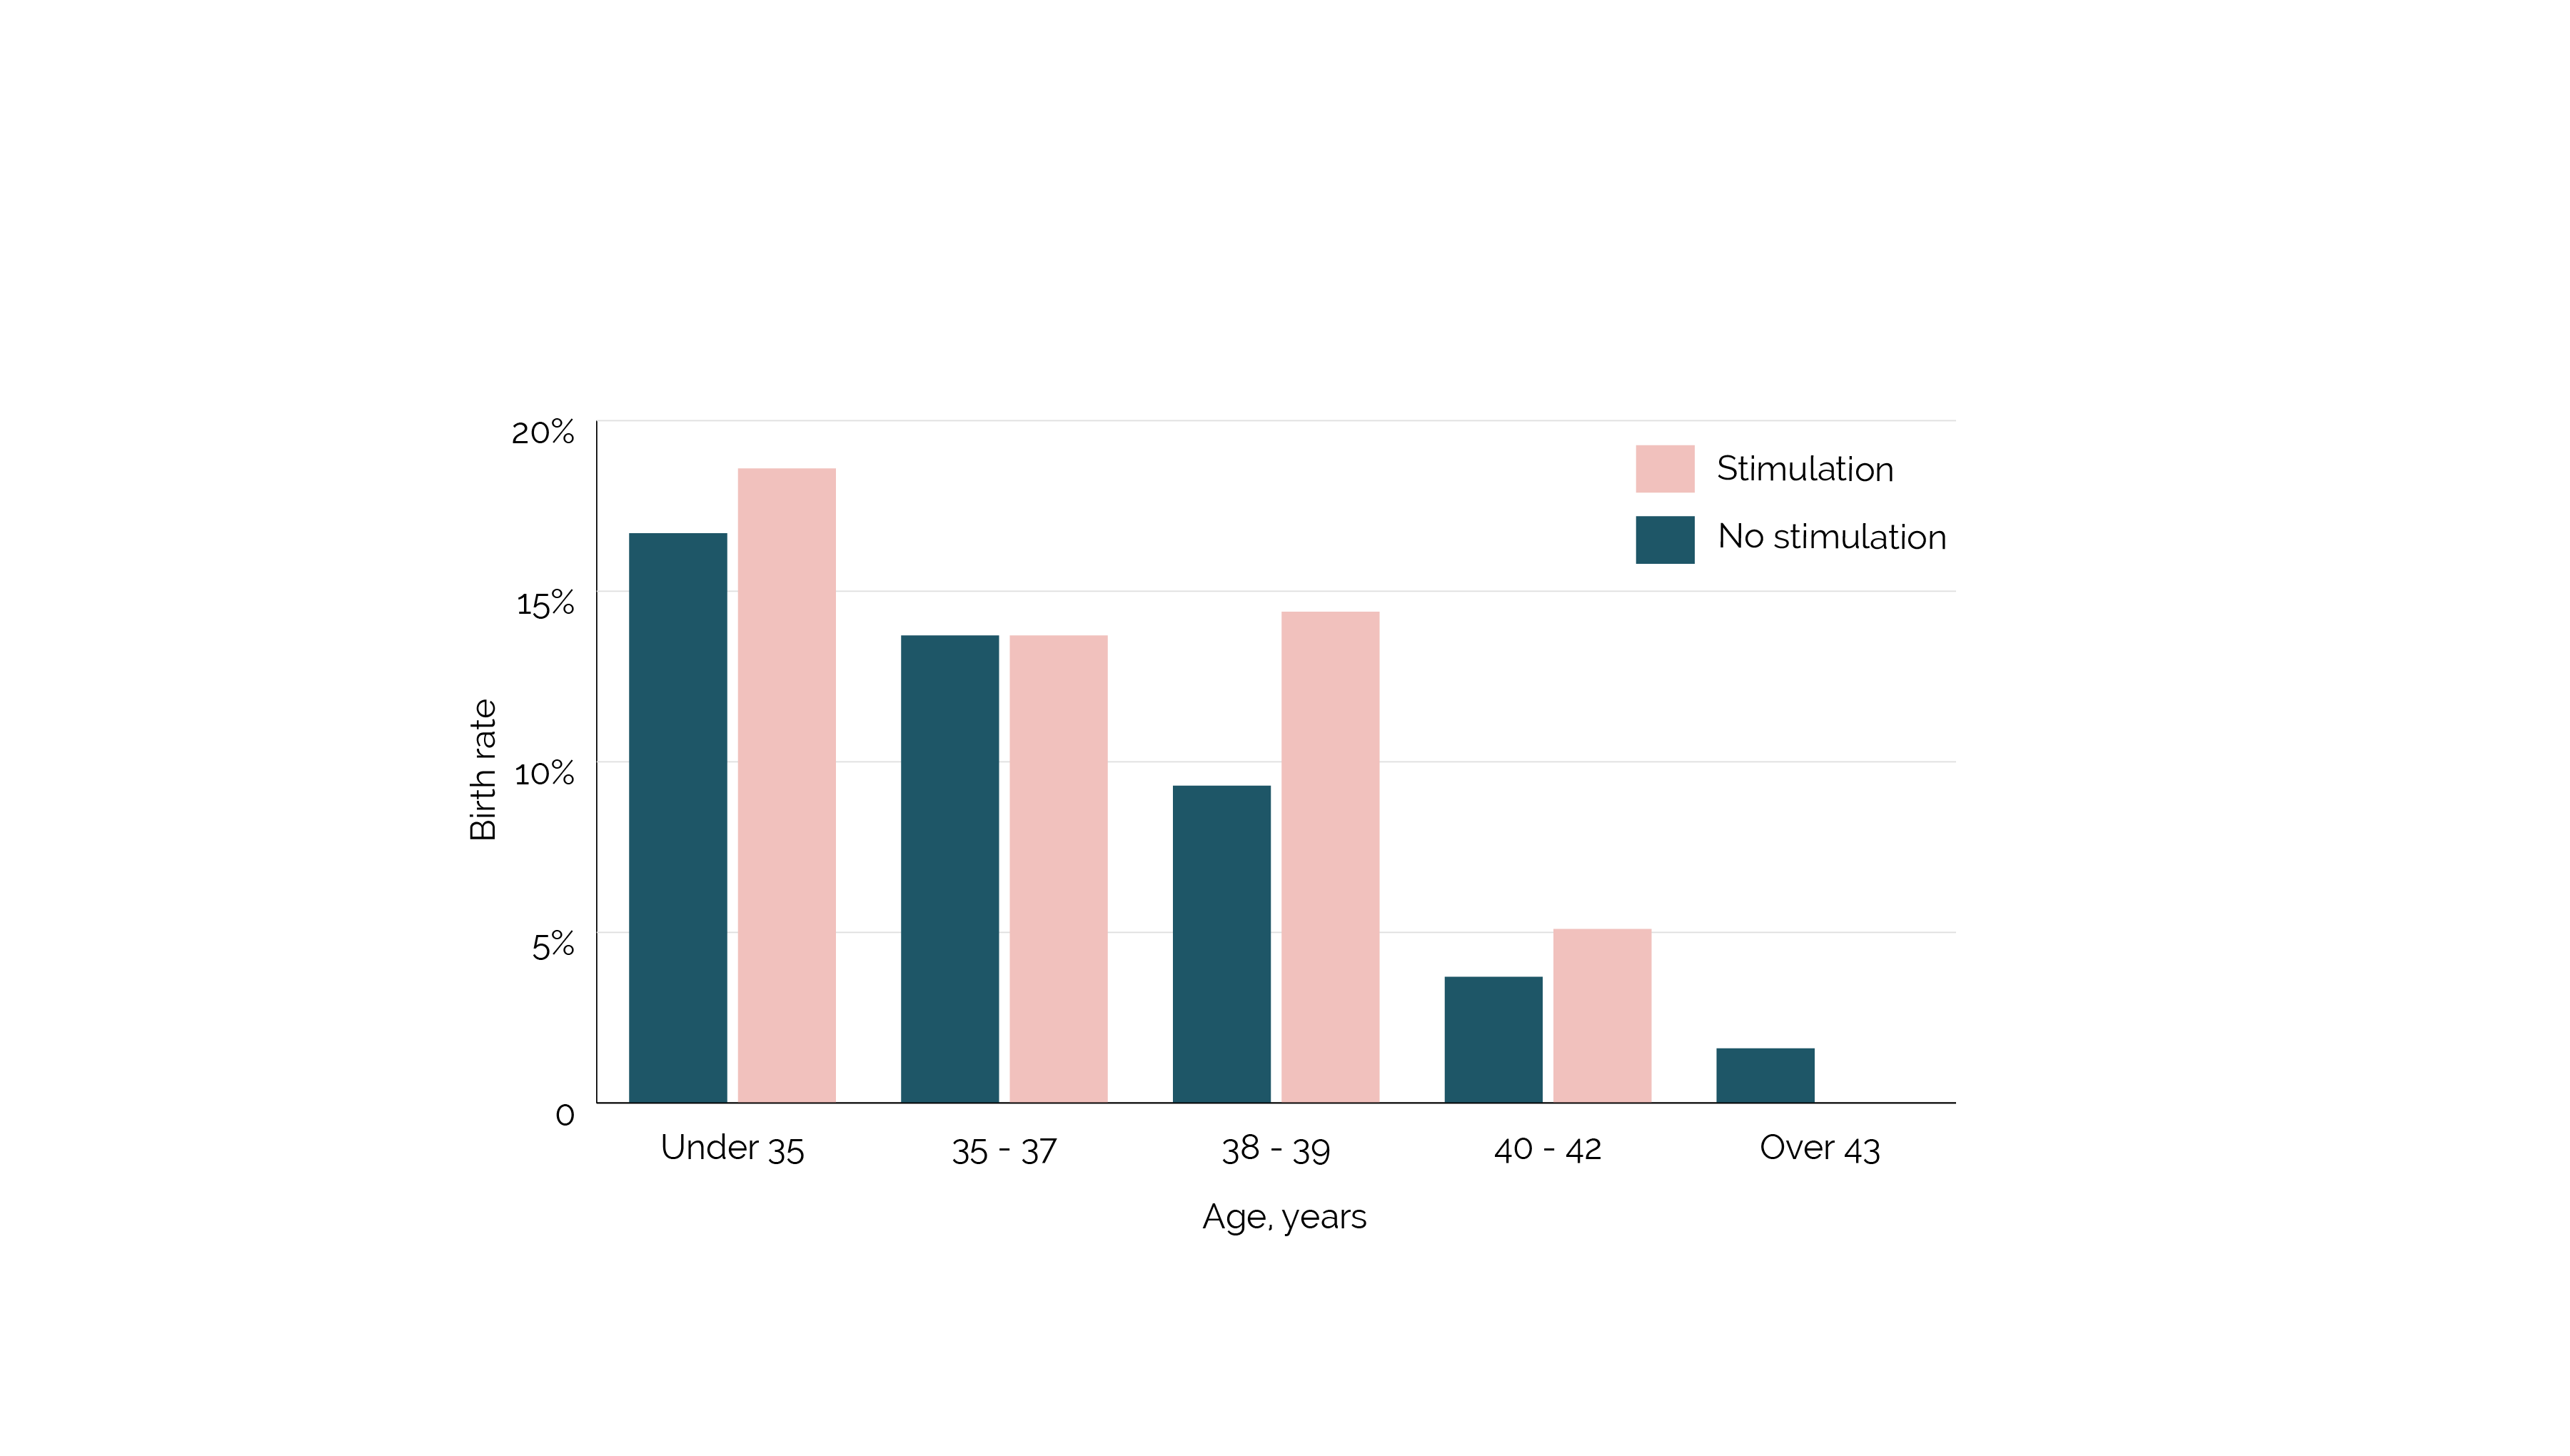 20%
15%
10%
5%
0
Birth rate
Stimulation
No stimulation
Under 35
35 - 37
38 - 39
40 - 42
Over 43
Age, years